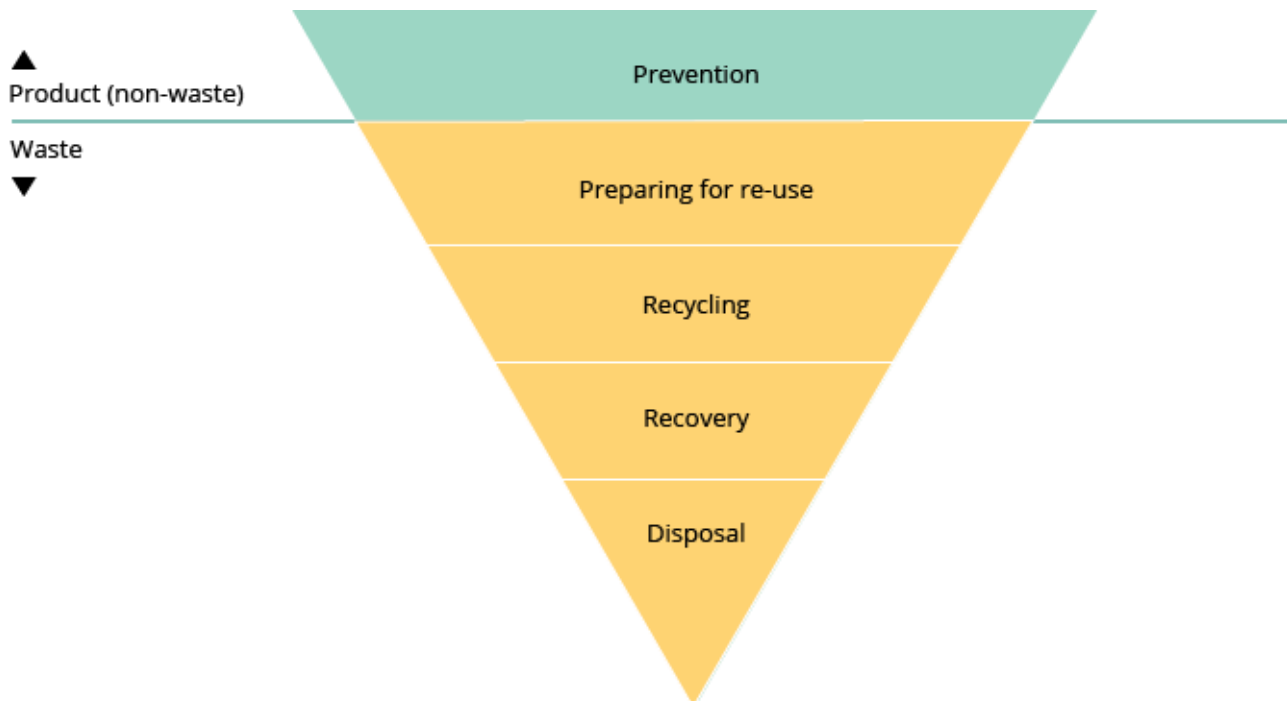 Prevention
▲
Product (non-waste)
Waste
▼
Preparing for re-use
Recycling
Recovery
Disposal